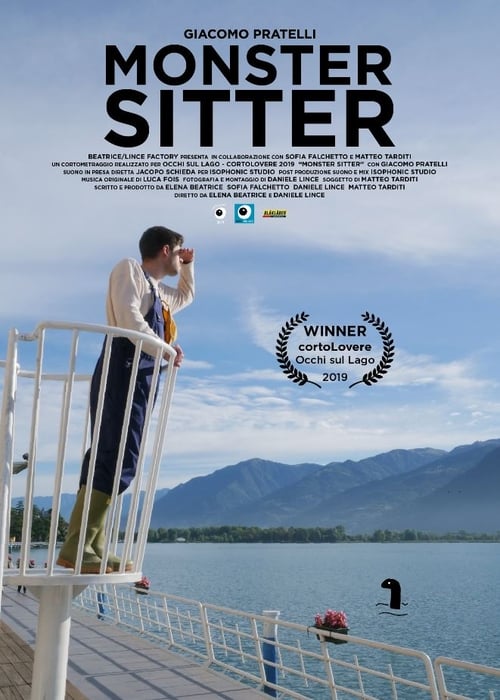 GIACOMO PRATELLI
MONSTER
SITTER
BEATRICE/LINCE FACTORY PRESENTA IN COLLABORAZIONE CON SOFIA FALCHETTO E MATTEO TARDITI
UN CORTOMETRAGGIO REALIZZATO PER OCCHI SUL LAGO - CORTOLOVERE 2019 "MONSTER SITTER" CON GIACOMO PRATELLI
SUONO IN PRESA DIRETTA JACOPO SCHIEDA PER ISOPHONIC STUDIO POST PRODUZIONE SUONO E MIX ISOPHONIC STUDIO
MUSICA ORIGINALE DI LUCA FOIS FOTOGRAFIA E MONTAGGIO DI DANIELE LINCE SOGGETTO DI MATTEO TARDITI
SCRITTO E PRODOTTO DA ELENA BEATRICE SOFIA FALCHETTO DANIELE LINCE MATTEO TARDITI
DIRETTO DA ELENA BEATRICE E DANIELE LINCE
WINNER
cortoLovere
Occhi sul Lago
2019